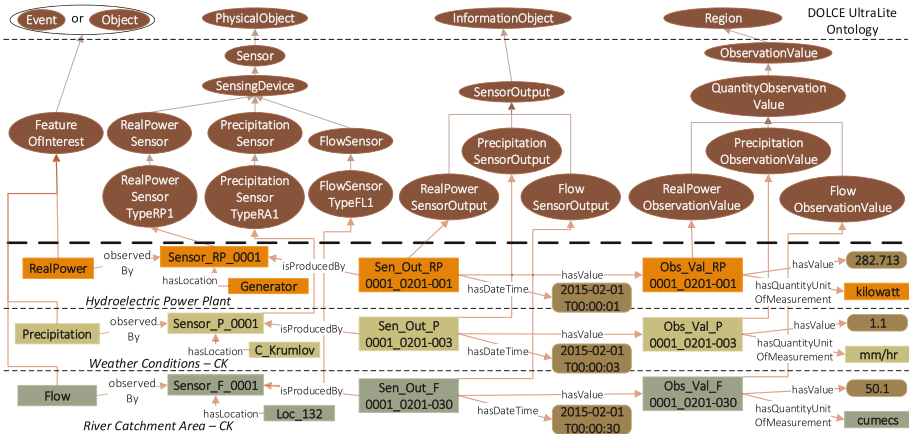 Event or Object
PhysicalObject
InformationObject
Region
DOLCE UltraLite
Ontology
Sensor
ObservationValue
SensingDevice
SensorOutput
QuantityObservation
Value
Feature
OfInterest
RealPower
Sensor
Precipitation
Sensor
FlowSensor
Precipitation
SensorOutput
Precipitation
ObservationValue
RealPower
Sensor
TypeRP1
Precipitation
Sensor
TypeRA1
FlowSensor
TypeFL1
RealPower
SensorOutput
Flow
SensorOutput
RealPower
ObservationValue
Flow
ObservationValue
RealPower
observed
By
Sensor_RP_0001
hasLocation
Generator
isProducedBy
Sen_Out_RP
0001_0201-001
hasDateTime
2015-02-01
T00:00:01
hasValue
Obs_Val_RP
0001_0201-001
hasValue
282.713
hasQuantityUnit
OfMeasurement
kilowatt
Hydroelectric Power Plant
Precipitation
observed
By
Sensor_P_0001
hasLocation
C_Krumlov
isProducedBy
Sen_Out_P
0001_0201-003
hasDateTime
2015-02-01
T00:00:03
hasValue
Obs_Val_P
0001_0201-003
hasValue
1.1
hasQuantityUnit
OfMeasurement
mm/hr
Weather Conditions – CK
Flow
observed
By
Sensor_F_0001
hasLocation
Loc_132
isProducedBy
Sen_Out_F
0001_0201-030
hasDateTime
2015-02-01
T00:00:30
hasValue
Obs_Val_F
0001_0201-030
hasValue
50.1
hasQuantityUnit
OfMeasurement
cumecs
River Catchment Area – CK